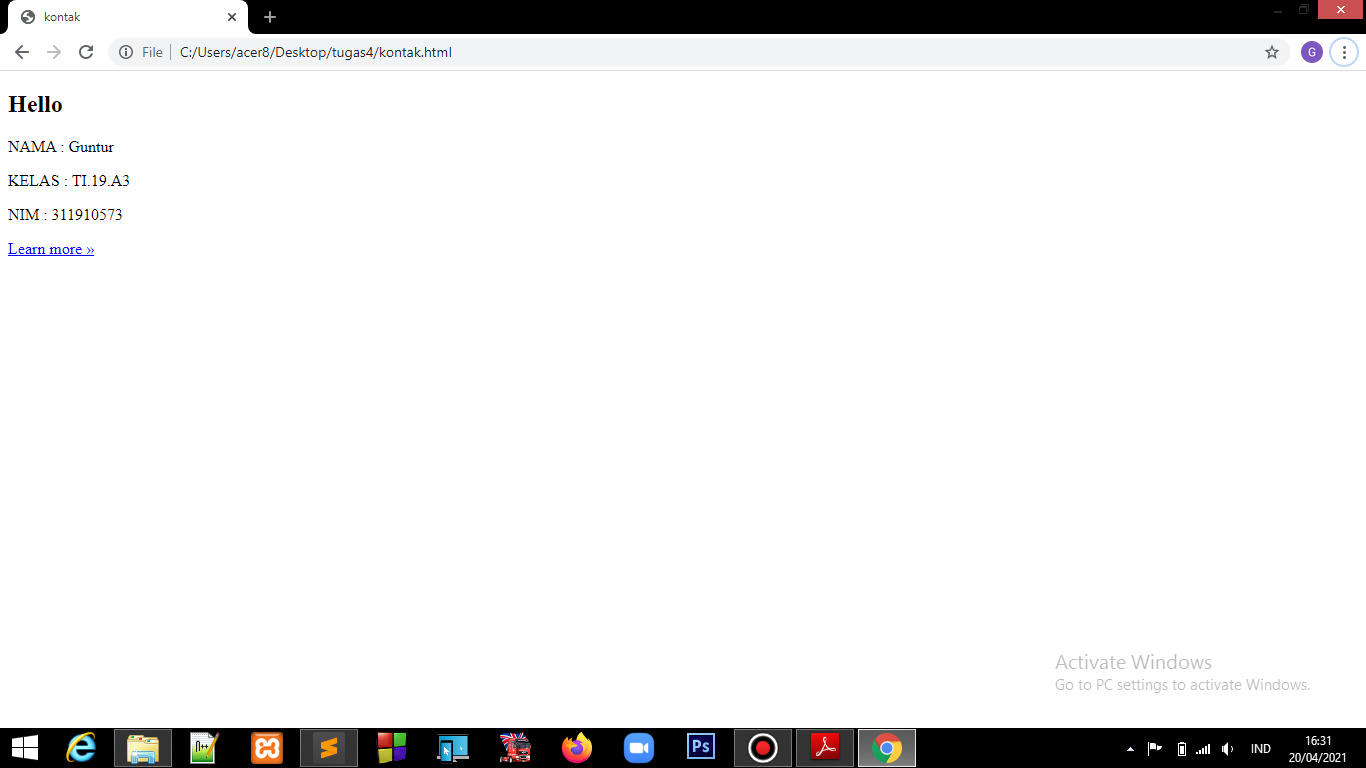 kontak
File
C:/Users/acer8/Desktop/tugas4/kontak.html
G
Hello
NAMA : Guntur
KELAS : TI.19.A3
NIM : 311910573
Learn more »
Activate Windows
Go to PC settings to activate Windows.
N++
Ps
IND
16:31
20/04/2021